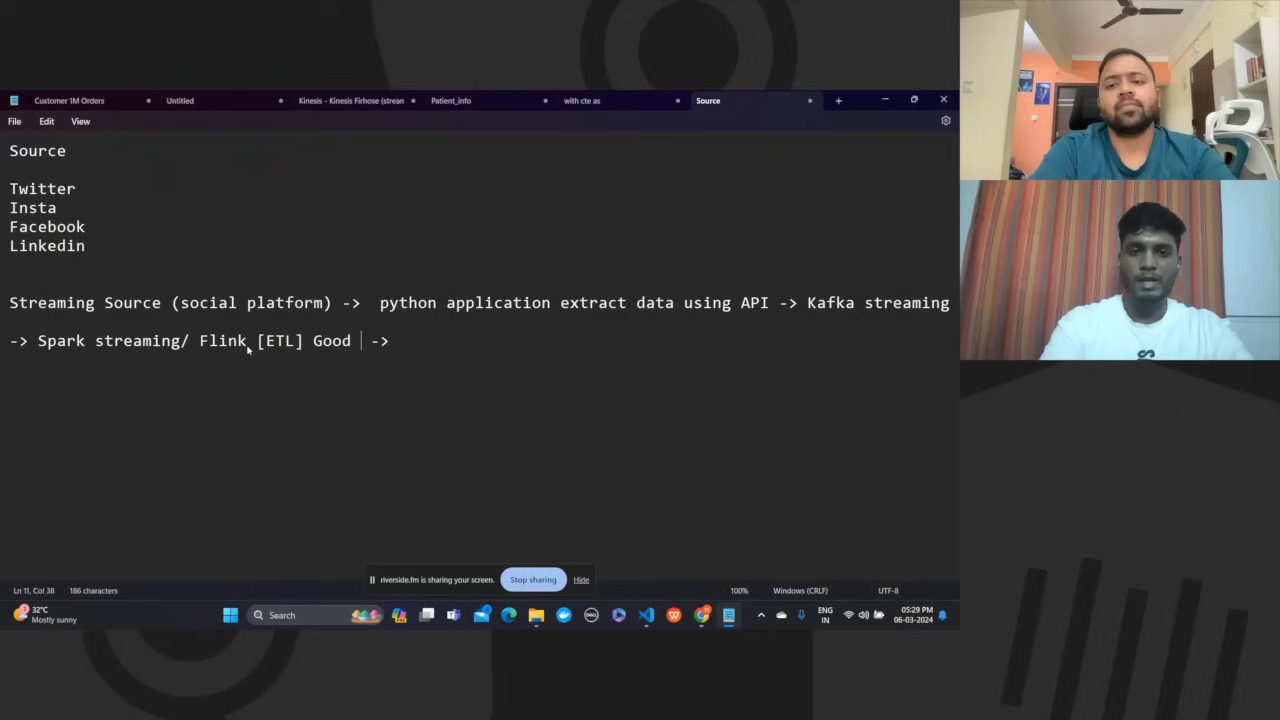 Customer 1M Orders
Untitled
Kinesis - Kinesis Firhose (strean
Patient_info
with cte as
Source
File
Edit
View
Source
Twitter
Insta
Facebook
Linkedin
Streaming Source (social platform) -> python application extract data using API -> Kafka streaming
-> Spark streaming/ Flink [ETL] Good ->
riverside.fm is sharing your screen.
Stop sharing
Hide
Ln 11, Col 38
186 characters
100%
Windows (CRLF)
UTF-8
32°C
Mostly sunny
Search
ENG
IN
05:29 PM
06-03-2024